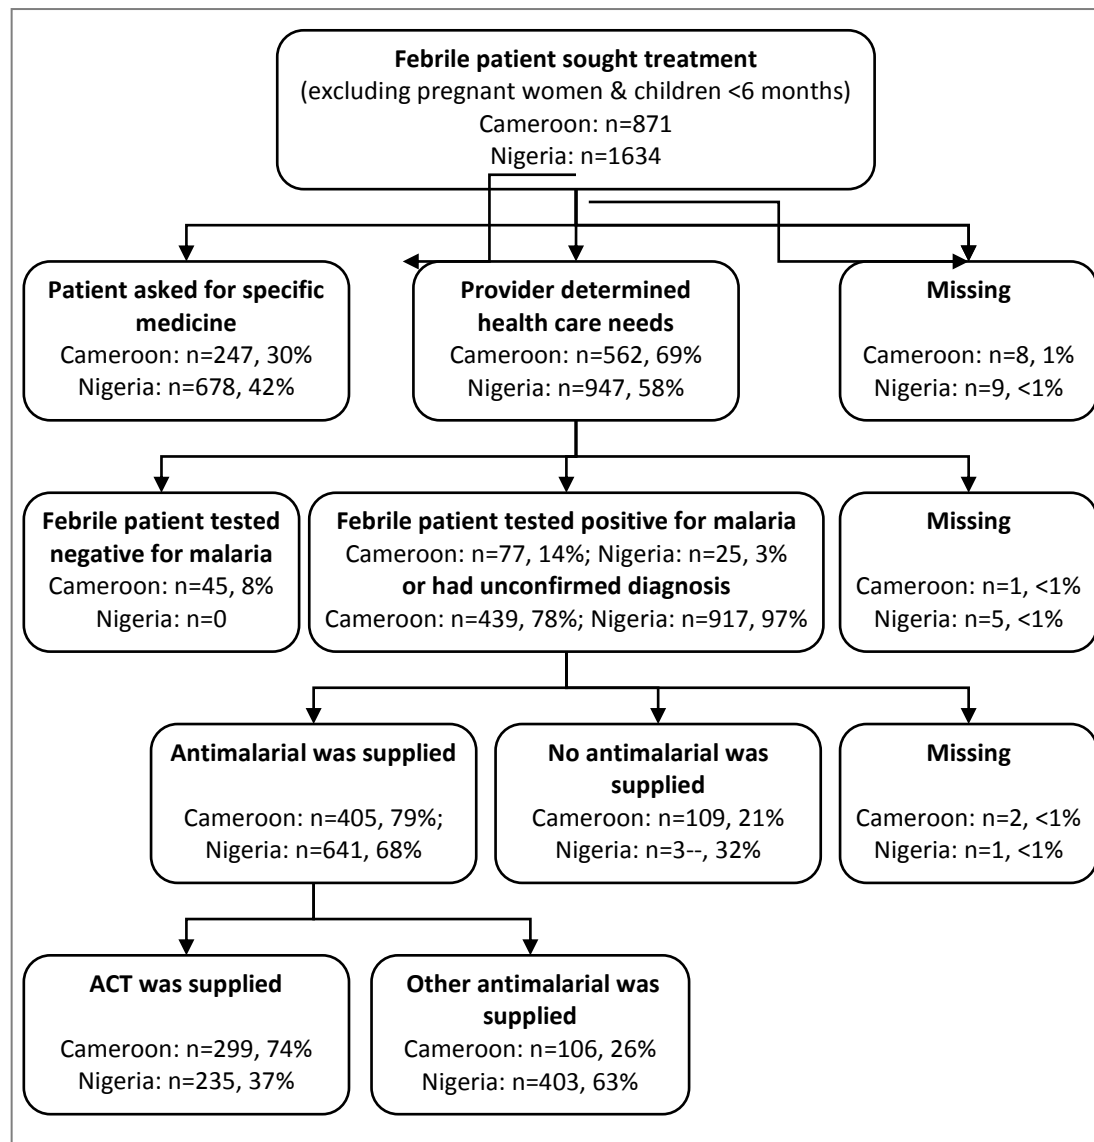 Febrile patient sought treatment
(excluding pregnant women & children <6 months)
Cameroon: n=871
Nigeria: n=1634
Patient asked for specific
medicine
Cameroon: n=247, 30%
Nigeria: n=678, 42%
Provider determined
health care needs
Cameroon: n=562, 69%
Nigeria: n=947, 58%
Missing
Cameroon: n=8, 1%
Nigeria: n=9, <1%
Febrile patient tested
negative for malaria
Cameroon: n=45, 8%
Nigeria: n=0
Febrile patient tested positive for malaria
Cameroon: n=77, 14%; Nigeria: n=25, 3%
or had unconfirmed diagnosis
Cameroon: n=439, 78%; Nigeria: n=917, 97%
Missing
Cameroon: n=1, <1%
Nigeria: n=5, <1%
Antimalarial was supplied
Cameroon: n=405, 79%;
Nigeria: n=641, 68%
No antimalarial was
supplied
Cameroon: n=109, 21%
Nigeria: n=3--, 32%
Missing
Cameroon: n=2, <1%
Nigeria: n=1, <1%
ACT was supplied
Cameroon: n=299, 74%
Nigeria: n=235, 37%
Other antimalarial was
supplied
Cameroon: n=106, 26%
Nigeria: n=403, 63%